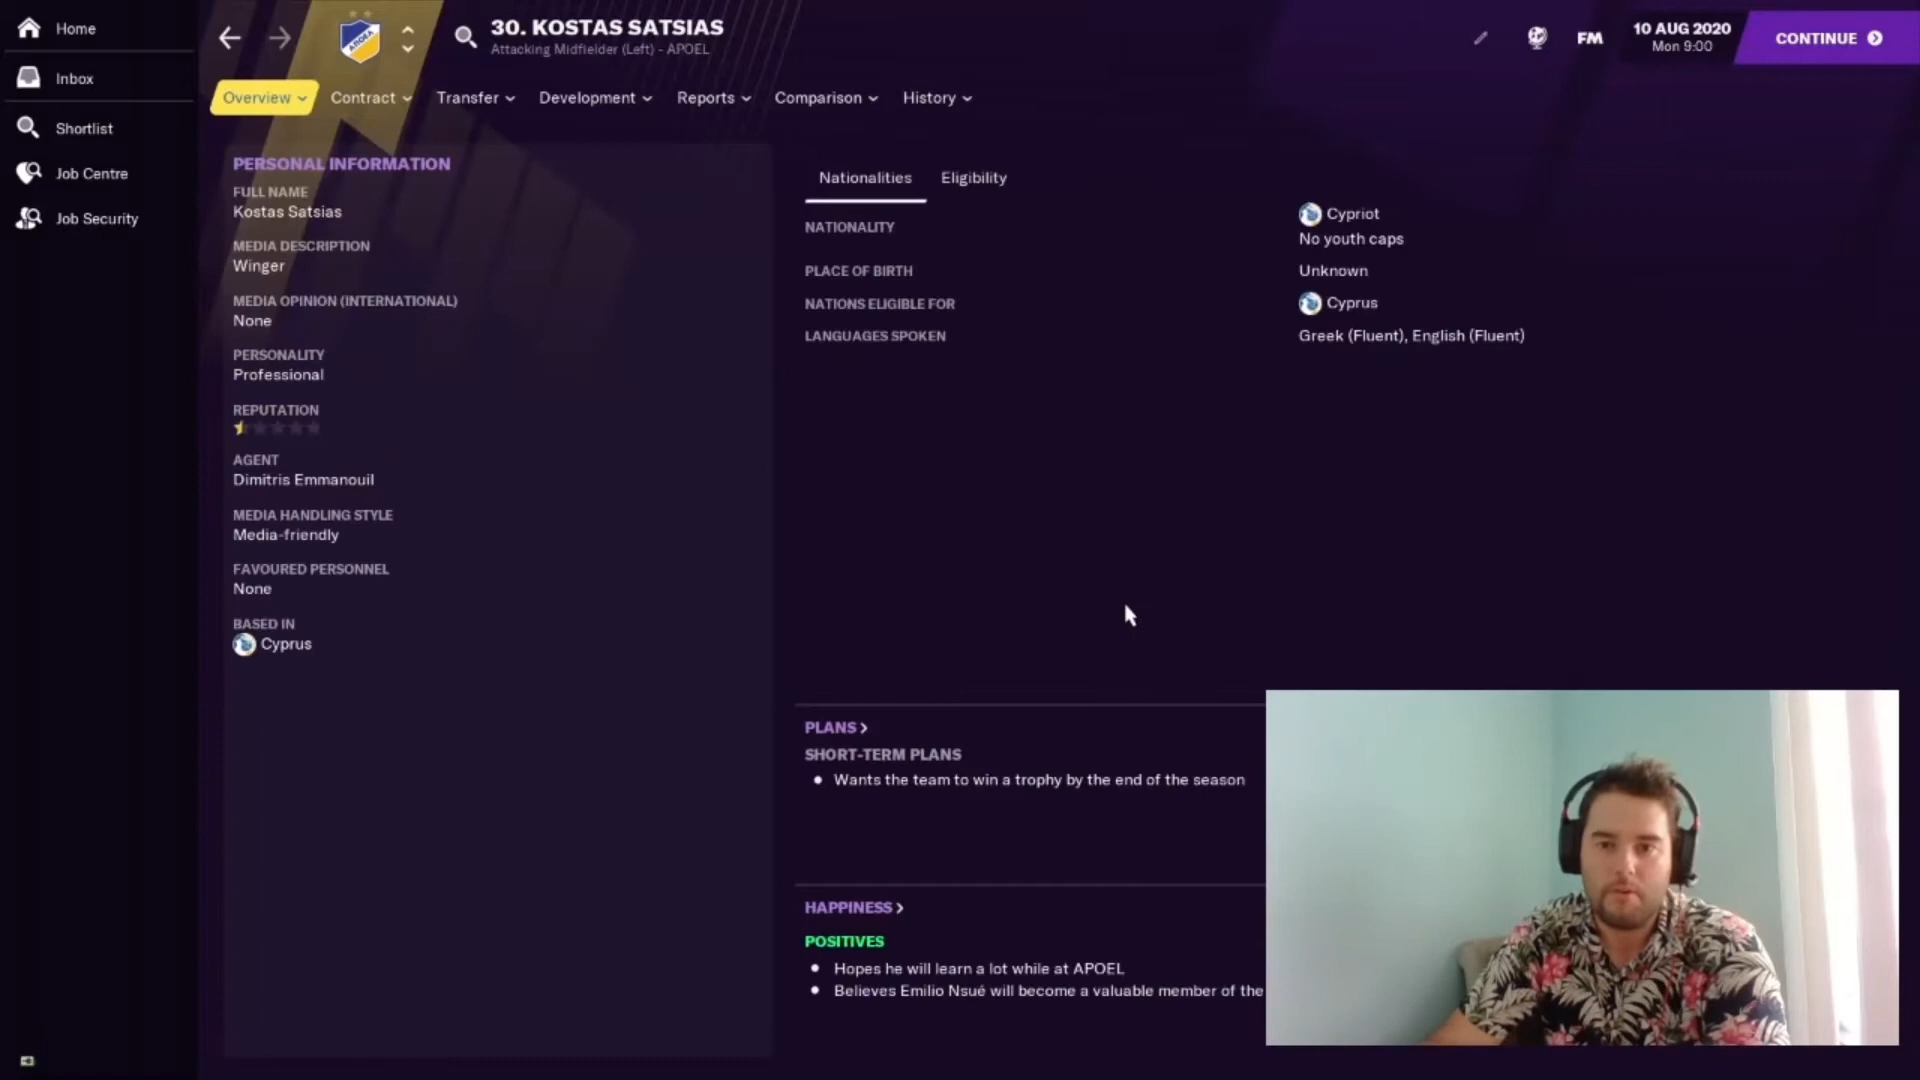 Home
Inbox
Shortlist
Job Centre
Job Security
APOEL
30. KOSTAS SATSIAS
Attacking Midfielder (Left) - APOEL
FM
10 AUG 2020
Mon 9:00
CONTINUE
Overview
Contract
Transfer
Development
Reports
Comparison
History
PERSONAL INFORMATION
FULL NAME
Kostas Satsias
MEDIA DESCRIPTION
Winger
MEDIA OPINION (INTERNATIONAL)
None
PERSONALITY
Professional
REPUTATION
AGENT
Dimitris Emmanouil
MEDIA HANDLING STYLE
Media-friendly
FAVOURED PERSONNEL
None
BASED IN
Cyprus
Nationalities
Eligibility
NATIONALITY
Cypriot
No youth caps
PLACE OF BIRTH
Unknown
NATIONS ELIGIBLE FOR
Cyprus
LANGUAGES SPOKEN
Greek (Fluent), English (Fluent)
PLANS >
SHORT-TERM PLANS
• Wants the team to win a trophy by the end of the season
HAPPINESS >
POSITIVES
• Hopes he will learn a lot while at APOEL
• Believes Emilio Nsué will become a valuable member of the